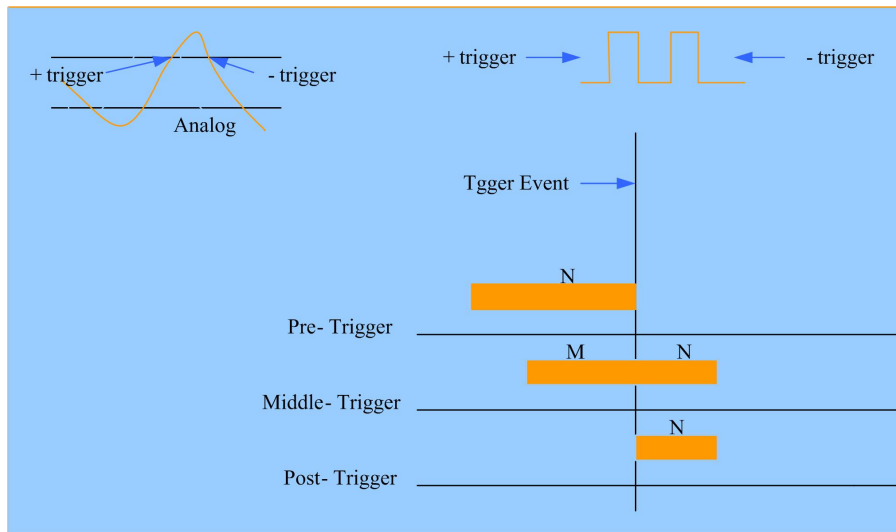 + trigger
- trigger
Analog
+ trigger
- trigger
Tgger Event
N
Pre- Trigger
M N
Middle- Trigger
N
Post- Trigger